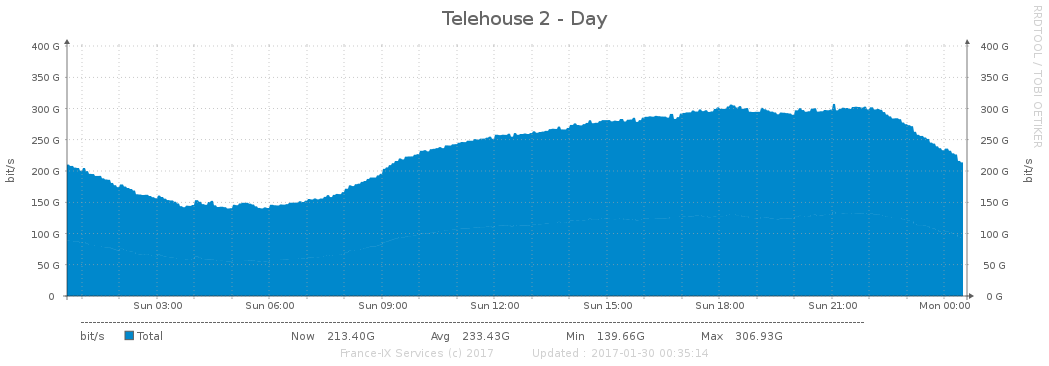 Telehouse 2 - Day
RRDTOOL / TOBI OETIKER
bit/s
bit/s
400 G 400 G
350 G 350 G
300 G 300 G
250 G 250 G
200 G 200 G
150 G 150 G
100 G 100 G
50 G 50 G
0 0 G
Sun 03:00 Sun 06:00 Sun 09:00 Sun 12:00 Sun 15:00 Sun 18:00 Sun 21:00 Mon 00:00
bit/s Total Now 213.40G Avg 233.43G Min 139.66G Max 306.93G
France-IX Services (c) 2017 Updated : 2017-01-30 00:35:14